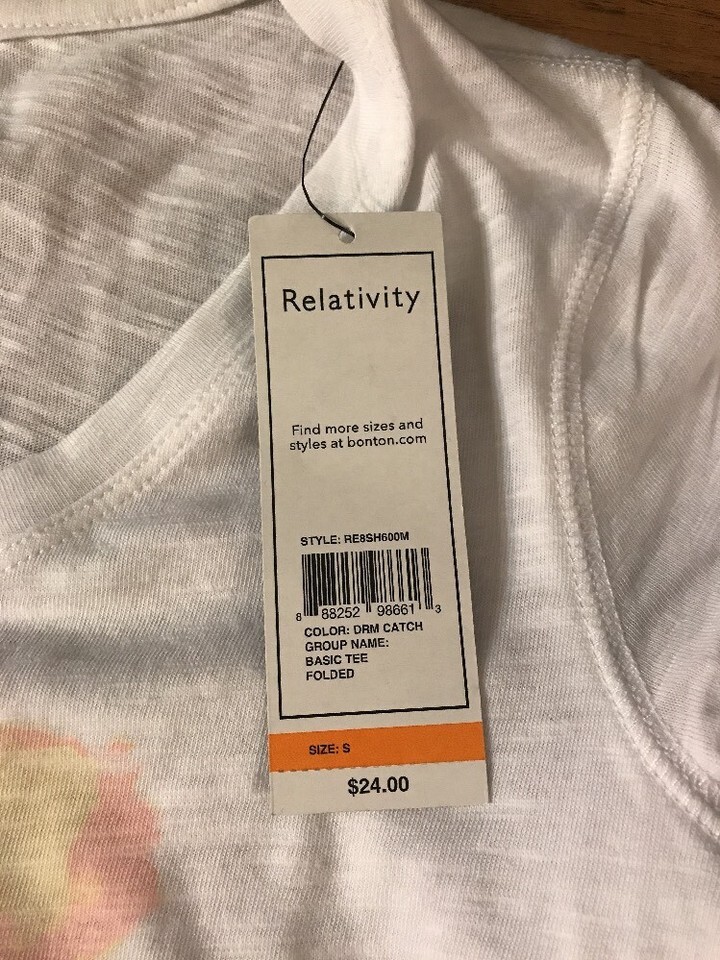 Relativity
Find more sizes and
styles at bonton.com
STYLE: RE8SH600M
8 88252 98661 3
COLOR: DRM CATCH
GROUP NAME:
BASIC TEE
FOLDED
SIZE: S
$24.00